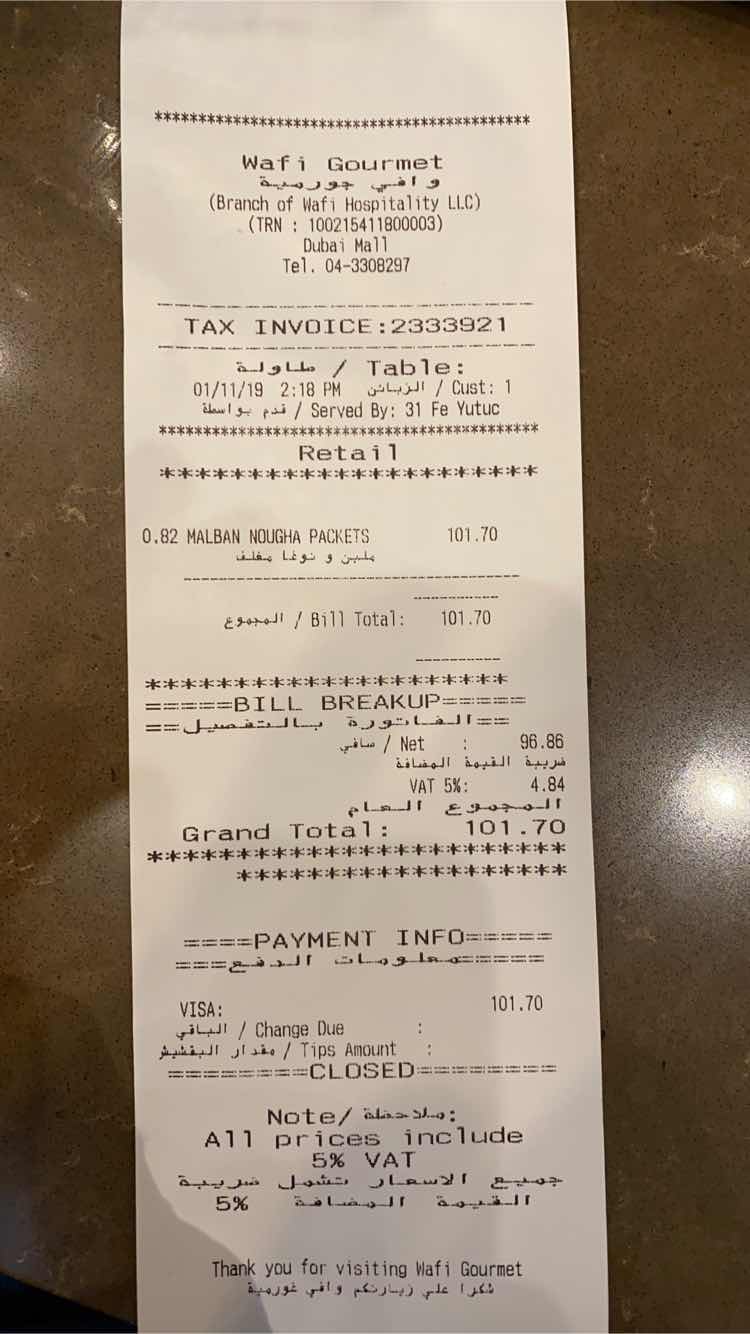 ******************************************
Wafi Gourmet
وافي جورمية
(Branch of Wafi Hospitality LLC)
(TRN : 100215411800003)
Dubai Mall
Tel. 04-3308297
TAX INVOICE:2333921
طاولة / Table:
01/11/19 2:18 PM الزبائن / Cust: 1
قدم بواسطة / Served By: 31 Fe Yutuc
******************************************
Retail
*********************
0.82 MALBAN NOUGHA PACKETS 101.70
ملبن و نوغا مغلف
----------------------------------------
----------
المجموع / Bill Total: 101.70
----------
*********************
=====BILL BREAKUP=====
==الفاتورة بالتفصيل==
سافي / Net : 96.86
ضريبة القيمة المضافة
VAT 5%: 4.84
المجموع العام
Grand Total: 101.70
***********************
******************
====PAYMENT INFO=====
===معلومات الدفع=====
VISA: 101.70
الباقي / Change Due :
مقدار البقشيش / Tips Amount :
========CLOSED========
Note/ ملاحظة:
All prices include
5% VAT
جميع الاسعار تشمل ضريبة
القيمة المضافة 5%
Thank you for visiting Wafi Gourmet
شكرا علي زيارتكم وافي غورمية